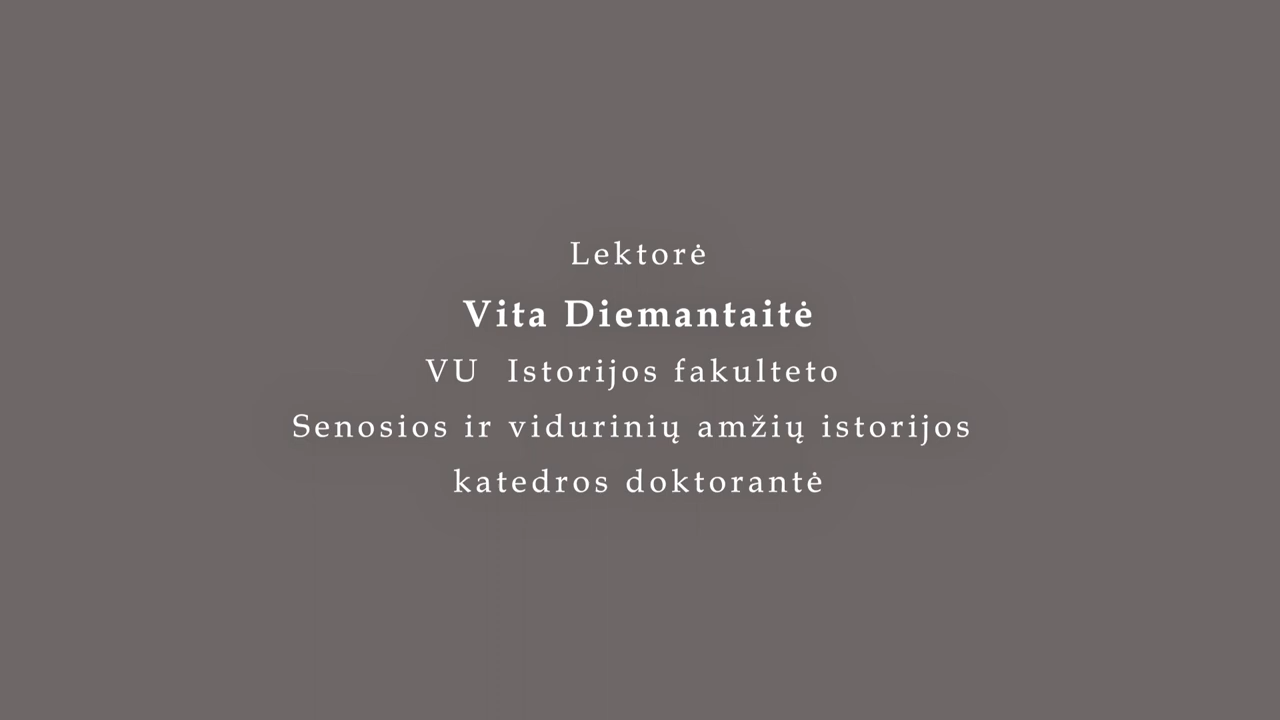 Lektorė
Vita Diemantaitė
VU Istorijos fakulteto
Senosios ir vidurinių amžių istorijos
katedros doktorantė